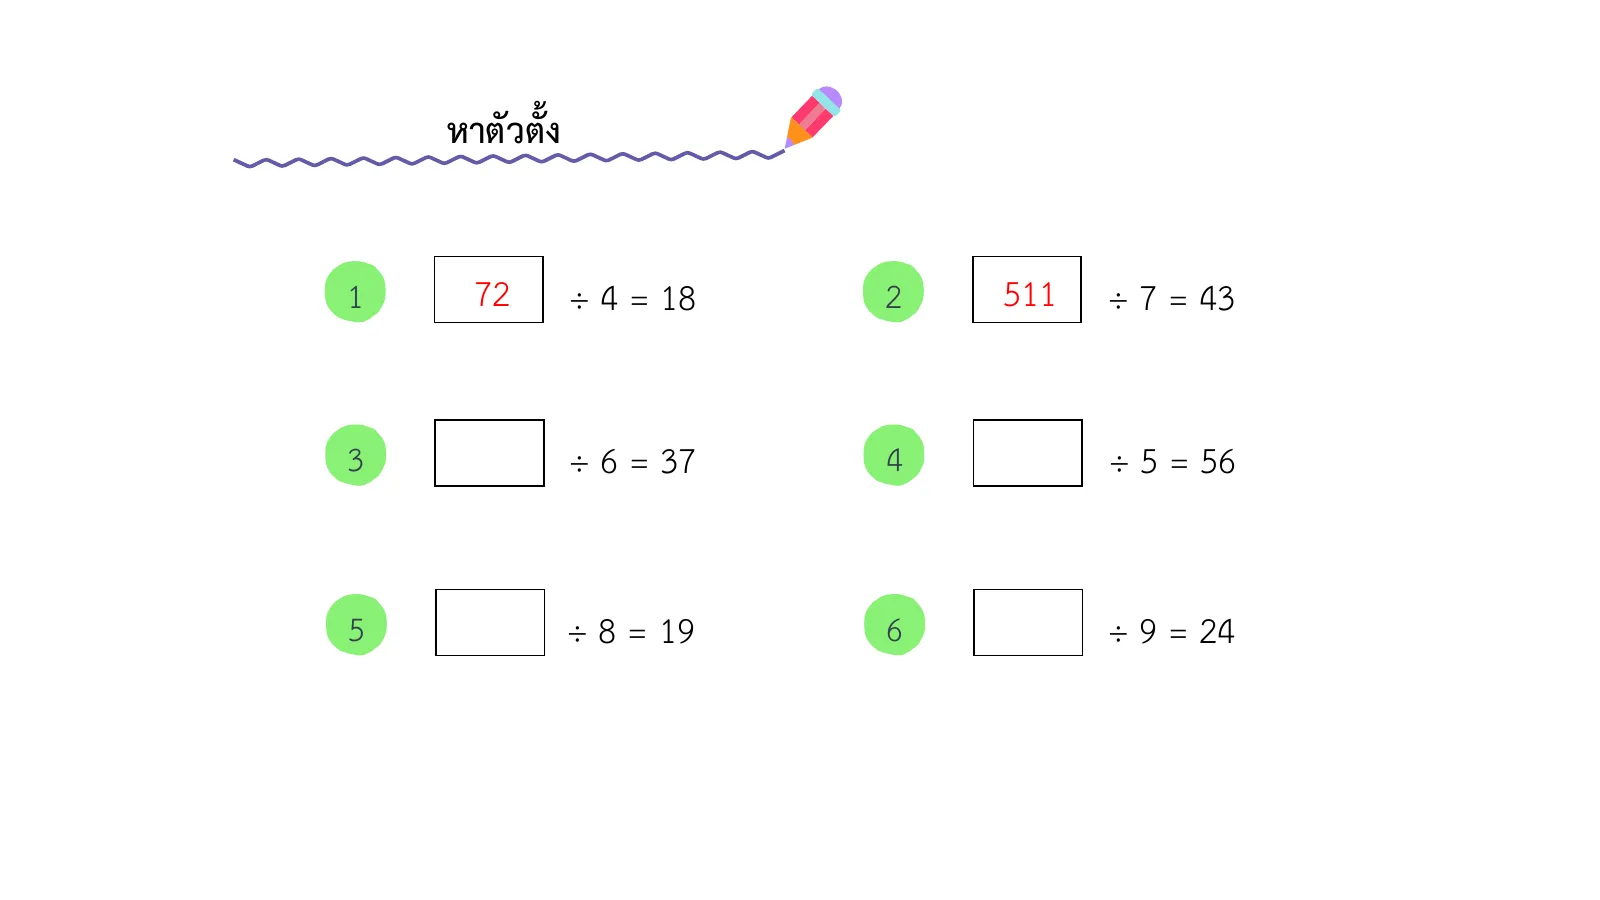 หาตัวตั้ง
1 72 ÷ 4 = 18
2 511 ÷ 7 = 43
3 ÷ 6 = 37
4 ÷ 5 = 56
5 ÷ 8 = 19
6 ÷ 9 = 24